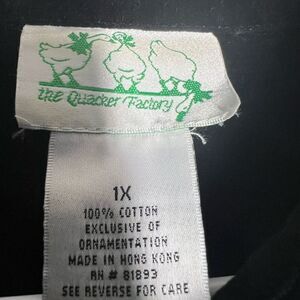 the Quacker Factory
1X
100% COTTON
EXCLUSIVE OF
ORNAMENTATION
MADE IN HONG KONG
RN # 81893
SEE REVERSE FOR CARE